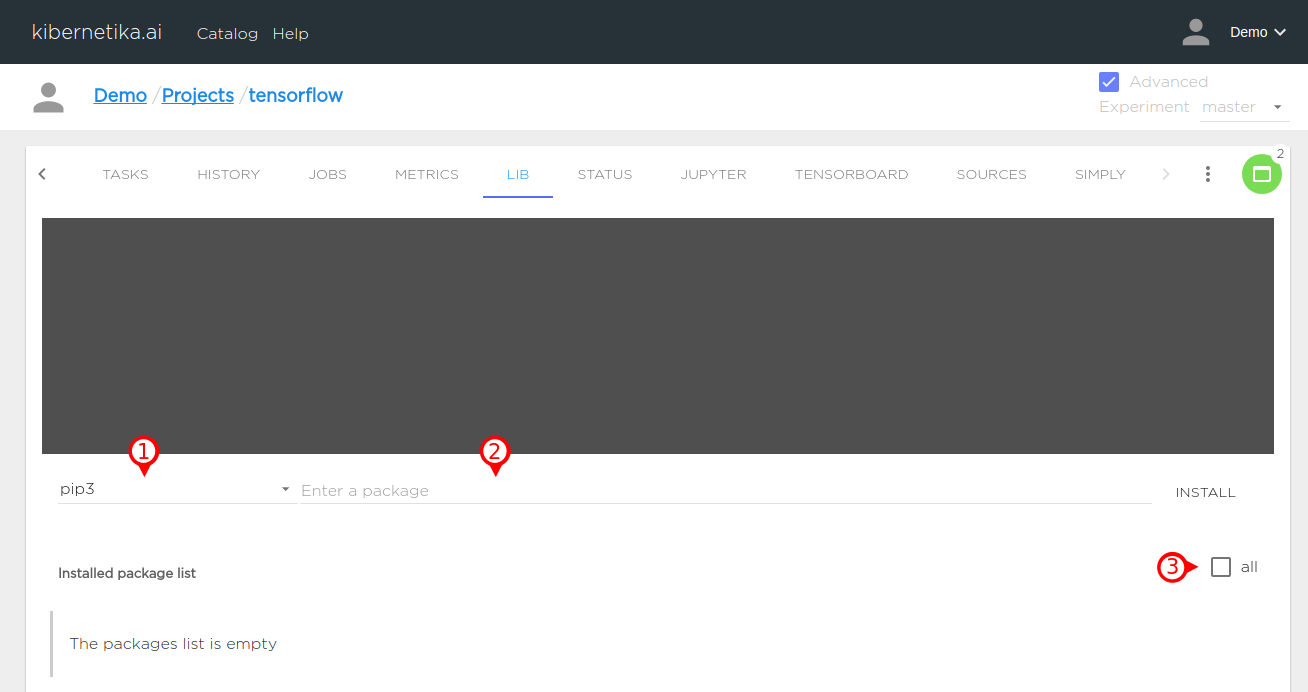 kibernetika.ai Catalog Help Demo
Demo /Projects /tensorflow
Advanced
Experiment master
TASKS HISTORY JOBS METRICS LIB STATUS JUPYTER TENSORBOARD SOURCES SIMPLY 2
1 2
pip3 Enter a package INSTALL
3 all
Installed package list
The packages list is empty